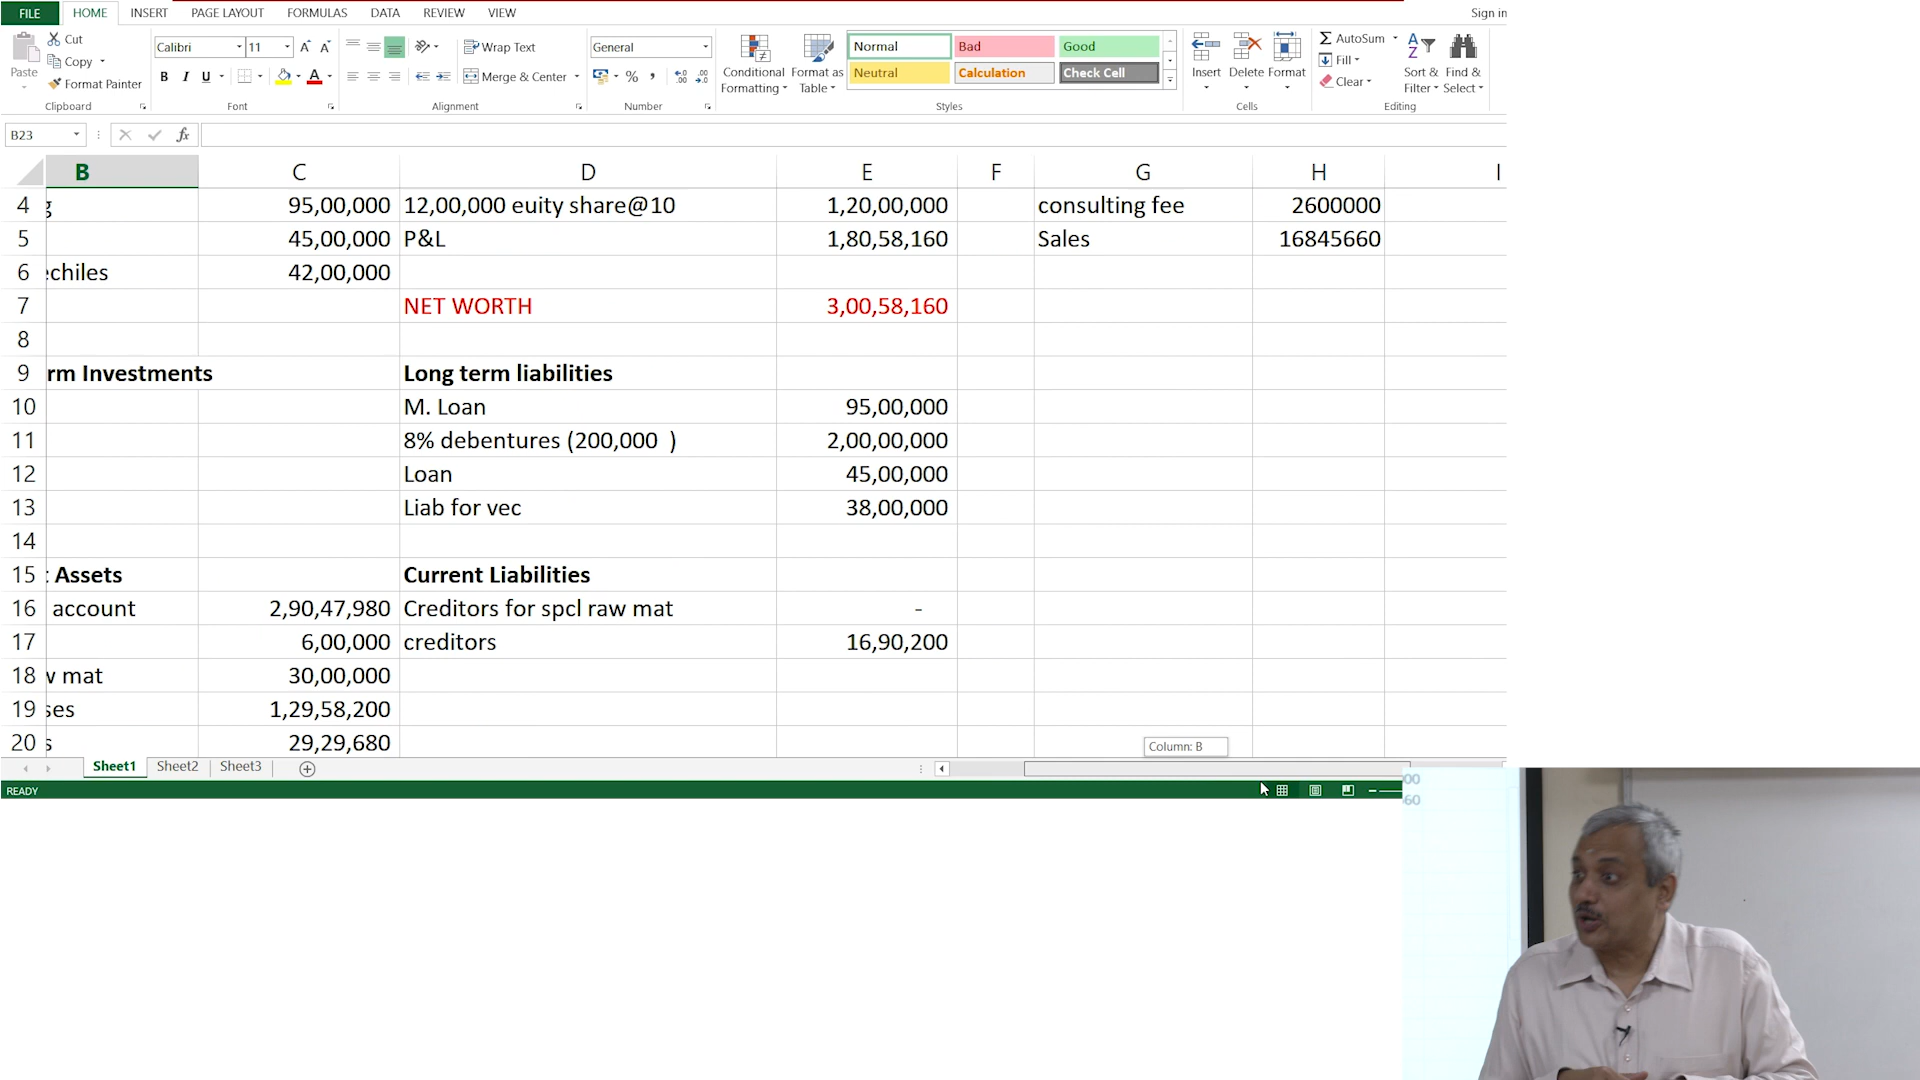 FILE HOME INSERT PAGE LAYOUT FORMULAS DATA REVIEW VIEW Sign in
Cut
Copy
Format Painter
Paste
Clipboard
Calibri 11
B I U A
Font
Wrap Text
Merge & Center
Alignment
General
%
Number
Conditional Formatting
Format as Table
Normal Bad Good
Neutral Calculation Check Cell
Styles
Insert Delete Format
Cells
AutoSum
Fill
Clear
Sort & Filter
Find & Select
Editing
B23 fx
B C D E F G H I
4 95,00,000 12,00,000 euity share@10 1,20,00,000 consulting fee 2600000
5 45,00,000 P&L 1,80,58,160 Sales 16845660
6 echiles 42,00,000
7 NET WORTH 3,00,58,160
8
9 rm Investments Long term liabilities
10 M. Loan 95,00,000
11 8% debentures (200,000 ) 2,00,00,000
12 Loan 45,00,000
13 Liab for vec 38,00,000
14
15 Assets Current Liabilities
16 account 2,90,47,980 Creditors for spcl raw mat -
17 6,00,000 creditors 16,90,200
18 mat 30,00,000
19 ses 1,29,58,200
20 s 29,29,680
Column: B
Sheet1 Sheet2 Sheet3
READY